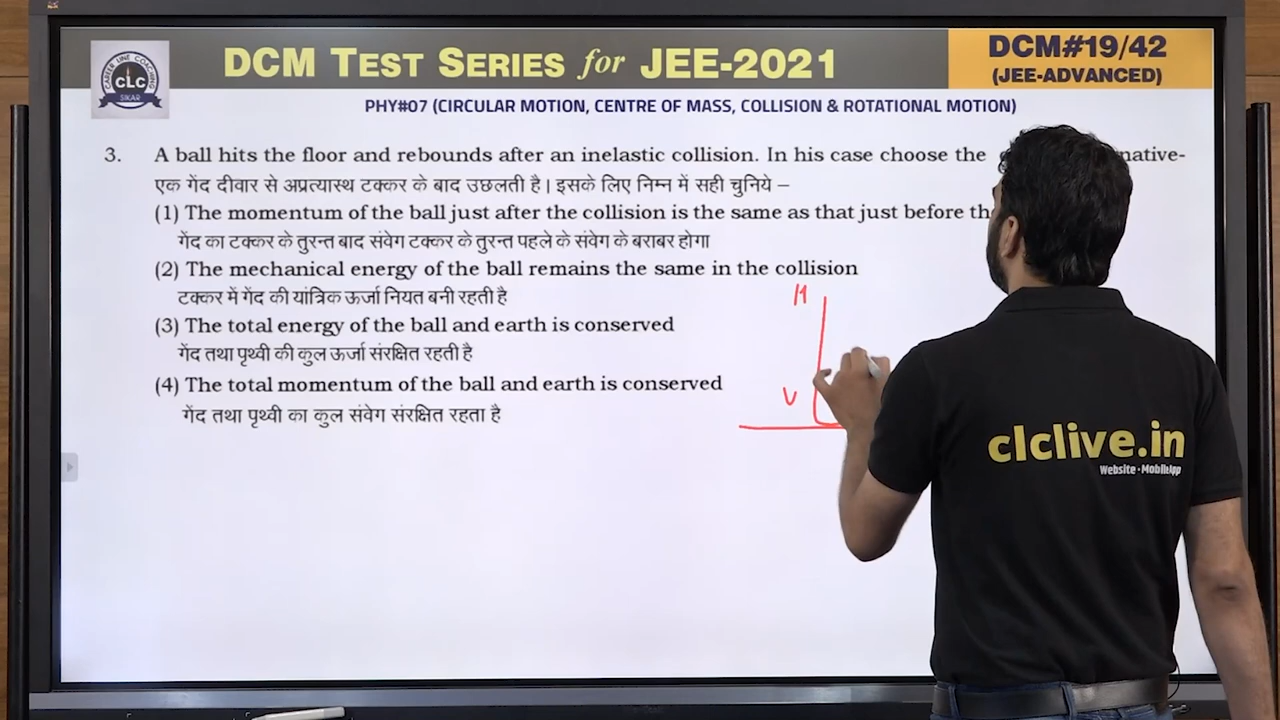 DCM TEST SERIES for JEE-2021
DCM#19/42
(JEE-ADVANCED)
CAREER LINE COACHING
CLC
SIKAR
PHY#07 (CIRCULAR MOTION, CENTRE OF MASS, COLLISION & ROTATIONAL MOTION)
3. A ball hits the floor and rebounds after an inelastic collision. In his case choose the
एक गेंद दीवार से अप्रत्यास्थ टक्कर के बाद उछलती है। इसके लिए निम्न में सही चुनिये –
(1) The momentum of the ball just after the collision is the same as that just before
गेंद का टक्कर के तुरन्त बाद संवेग टक्कर के तुरन्त पहले के संवेग के बराबर होगा
(2) The mechanical energy of the ball remains the same in the collision
टक्कर में गेंद की यांत्रिक ऊर्जा नियत बनी रहती है
H
(3) The total energy of the ball and earth is conserved
गेंद तथा पृथ्वी की कुल ऊर्जा संरक्षित रहती है
(4) The total momentum of the ball and earth is conserved
v
गेंद तथा पृथ्वी का कुल संवेग संरक्षित रहता है
clclive.in
Website - MobileApp